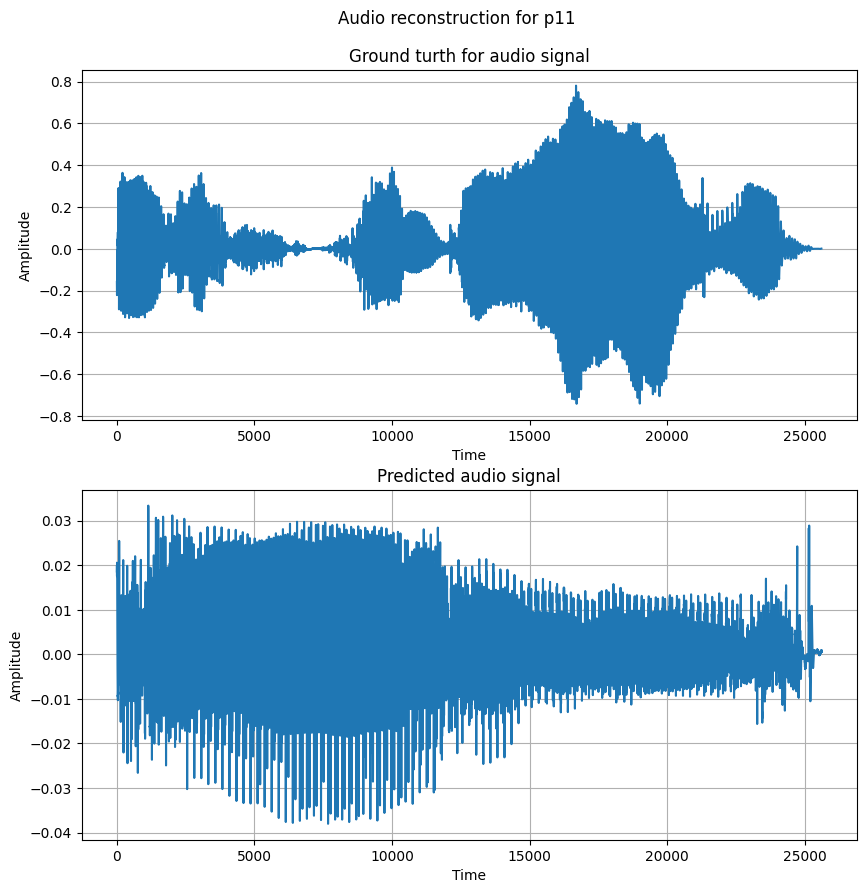 Audio reconstruction for p11
Ground turth for audio signal
0.8
0.6
0.4
0.2
0.0
−0.2
−0.4
−0.6
−0.8
Amplitude
0 5000 10000 15000 20000 25000
Time
Predicted audio signal
0.03
0.02
0.01
0.00
−0.01
−0.02
−0.03
−0.04
Amplitude
0 5000 10000 15000 20000 25000
Time